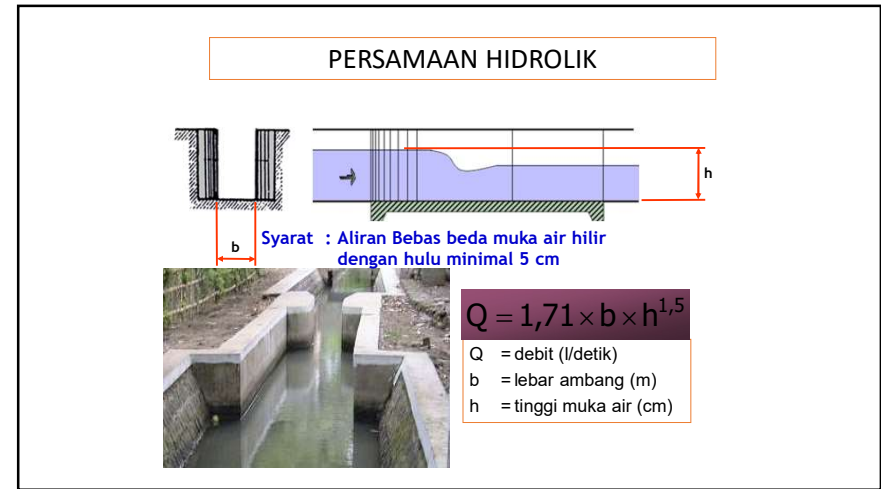 PERSAMAAN HIDROLIK
h
b
Syarat : Aliran Bebas beda muka air hilir
dengan hulu minimal 5 cm
Q = 1,71 × b × h^1,5
Q = debit (l/detik)
b = lebar ambang (m)
h = tinggi muka air (cm)